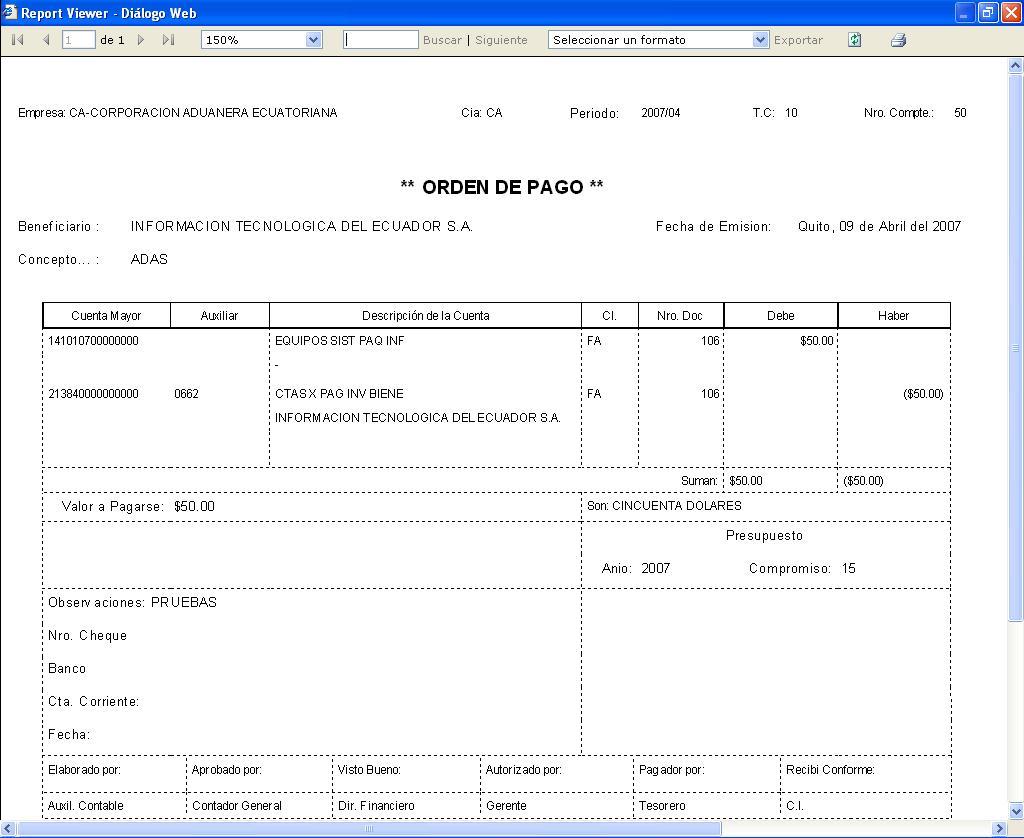 Report Viewer - Diálogo Web
1 de 1 150% Buscar | Siguiente Seleccionar un formato Exportar
Empresa: CA-CORPORACION ADUANERA ECUATORIANA Cia: CA Periodo: 2007/04 T.C: 10 Nro. Compte.: 50
** ORDEN DE PAGO **
Beneficiario : INFORMACION TECNOLOGICA DEL ECUADOR S.A. Fecha de Emision: Quito, 09 de Abril del 2007
Concepto... : ADAS
Cuenta Mayor Auxiliar Descripción de la Cuenta Cl. Nro. Doc Debe Haber
141010700000000 EQUIPOS SIST PAQ INF FA 106 $50.00
-
213840000000000 0662 CTAS X PAG INV BIENE FA 106 ($50.00)
INFORMACION TECNOLOGICA DEL ECUADOR S.A.
Suman: $50.00 ($50.00)
Valor a Pagarse: $50.00 Son: CINCUENTA DOLARES
Presupuesto
Anio: 2007 Compromiso: 15
Observaciones: PRUEBAS
Nro. Cheque
Banco
Cta. Corriente:
Fecha:
Elaborado por: Aprobado por: Visto Bueno: Autorizado por: Pagador por: Recibi Conforme:
Auxil. Contable Contador General Dir. Financiero Gerente Tesorero C.I.